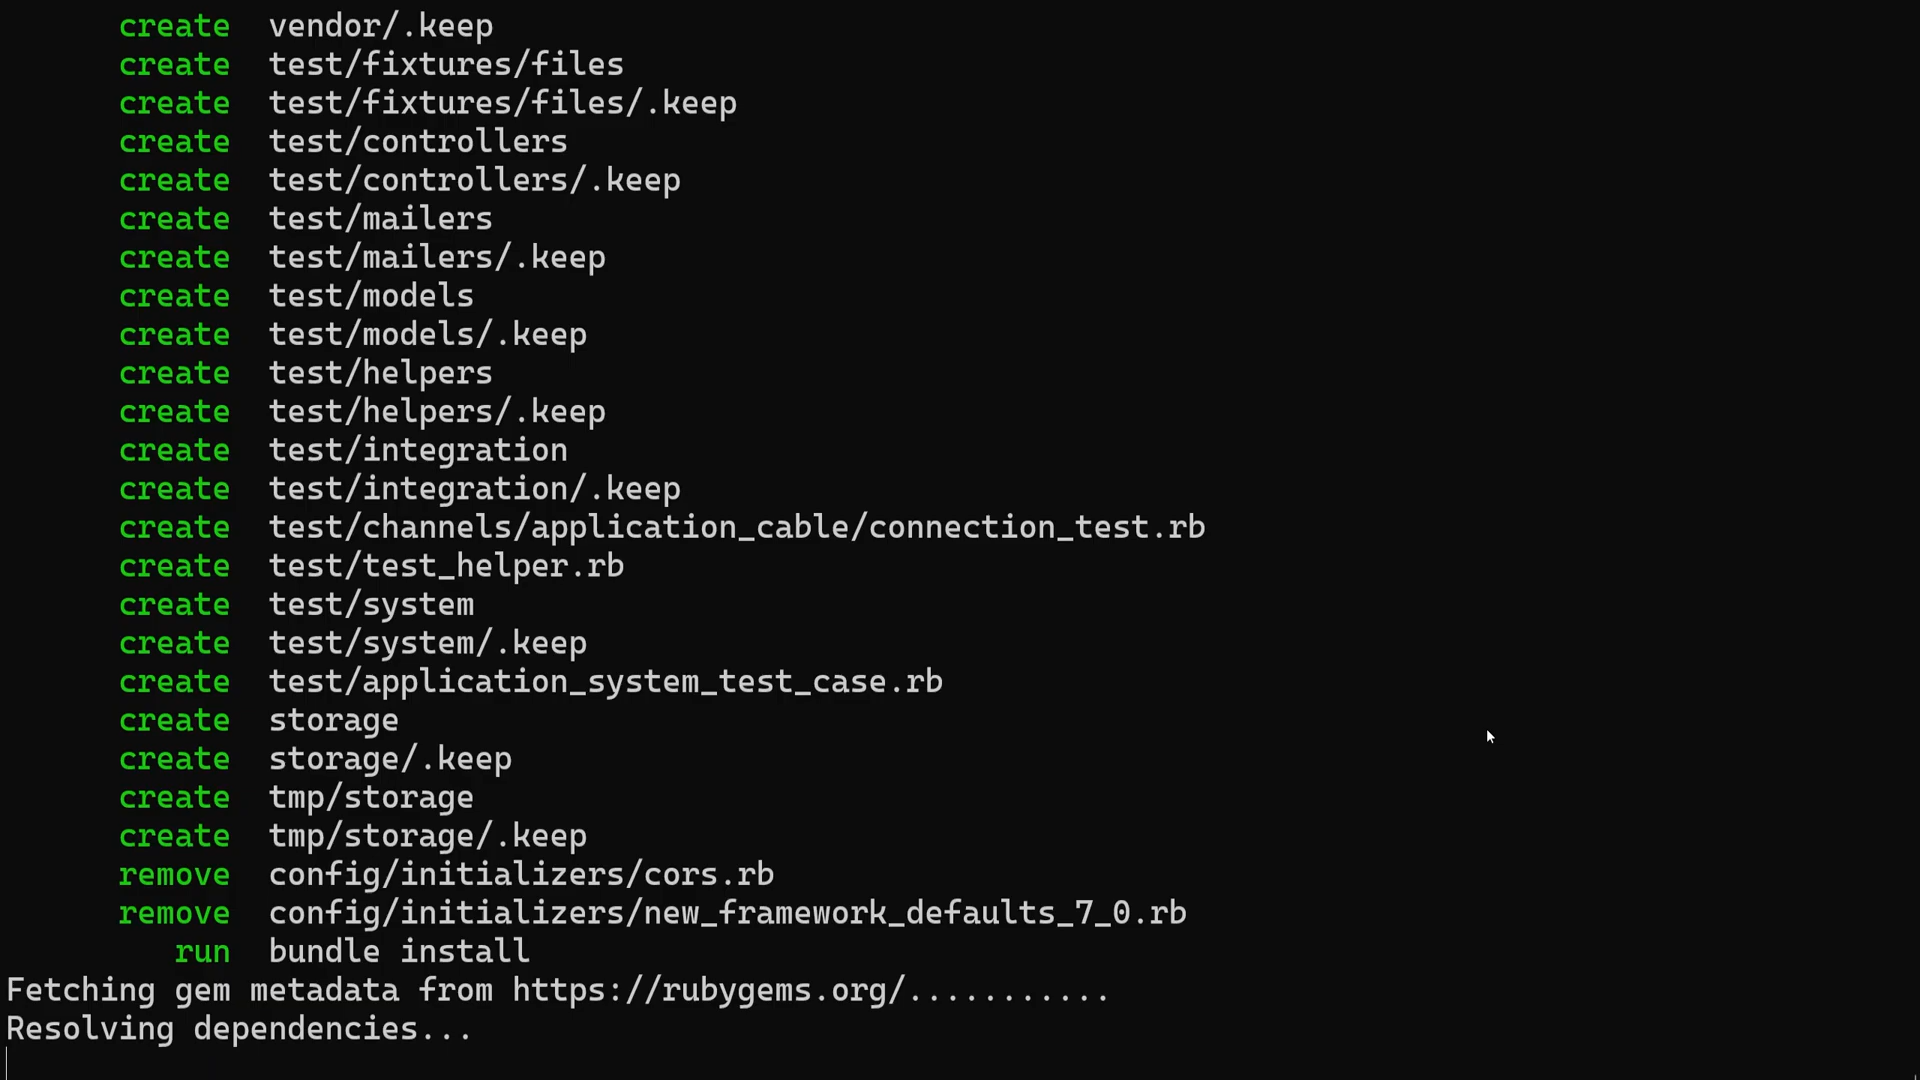 create vendor/.keep
create test/fixtures/files
create test/fixtures/files/.keep
create test/controllers
create test/controllers/.keep
create test/mailers
create test/mailers/.keep
create test/models
create test/models/.keep
create test/helpers
create test/helpers/.keep
create test/integration
create test/integration/.keep
create test/channels/application_cable/connection_test.rb
create test/test_helper.rb
create test/system
create test/system/.keep
create test/application_system_test_case.rb
create storage
create storage/.keep
create tmp/storage
create tmp/storage/.keep
remove config/initializers/cors.rb
remove config/initializers/new_framework_defaults_7_0.rb
run bundle install
Fetching gem metadata from https://rubygems.org/...........
Resolving dependencies...